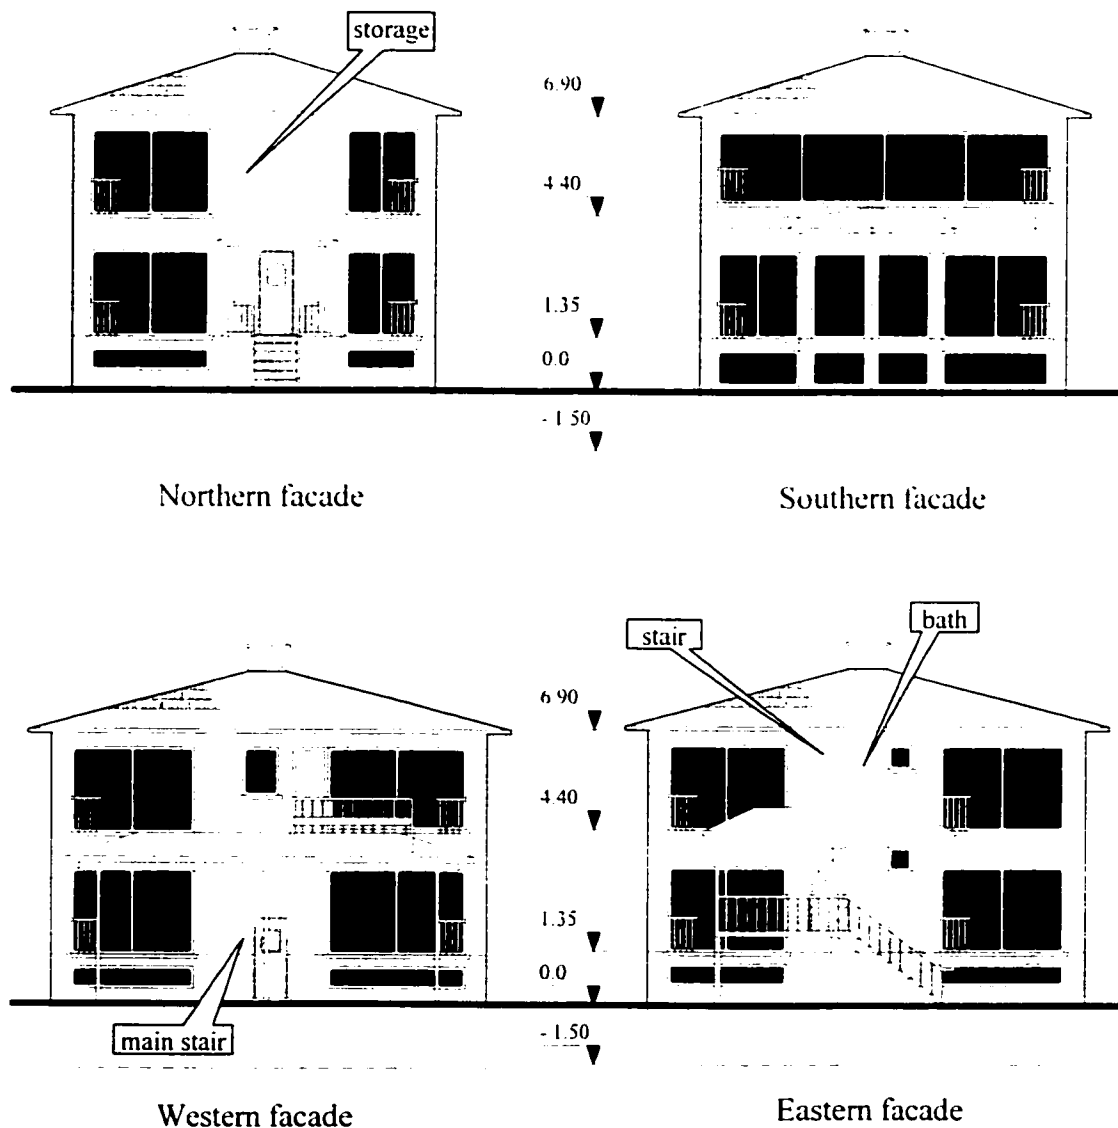 storage
6.90
4.40
1.35
0.0
- 1.50
Northern facade
Southern facade
stair
bath
6.90
4.40
1.35
0.0
- 1.50
main stair
Western facade
Eastern facade